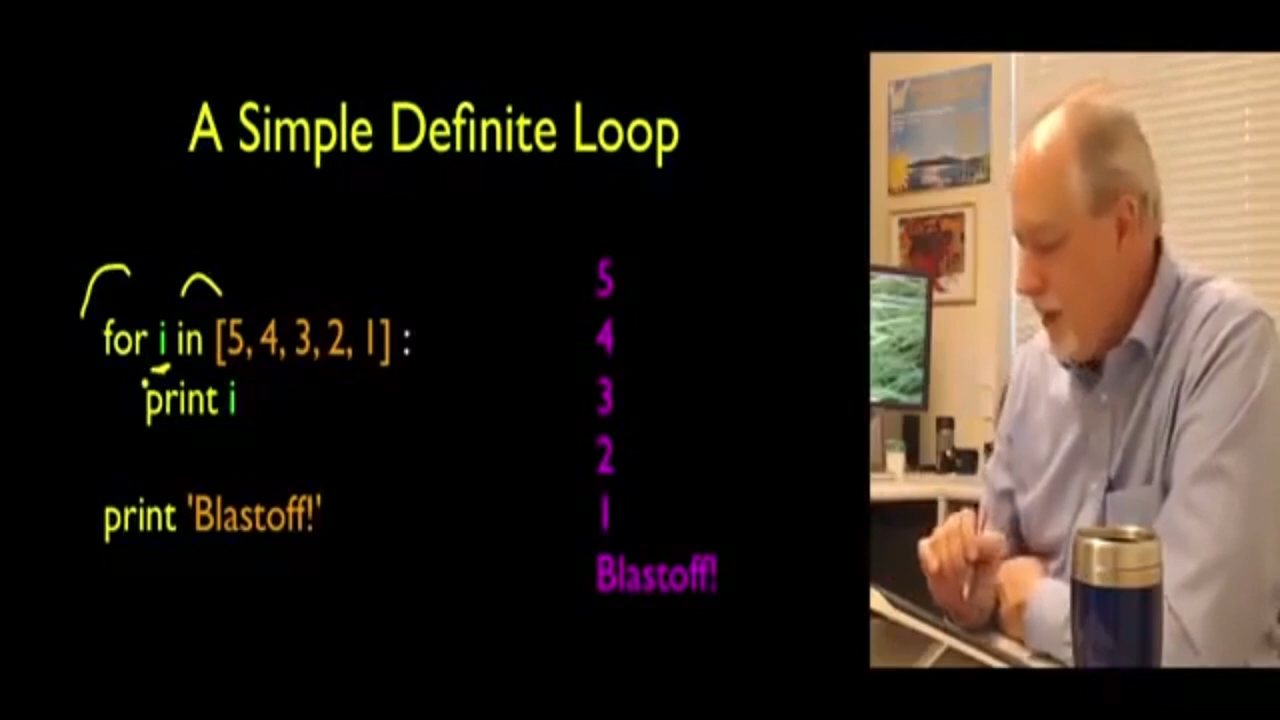 A Simple Definite Loop
for i in [5, 4, 3, 2, 1] :
print i
print 'Blastoff!'
5
4
3
2
1
Blastoff!